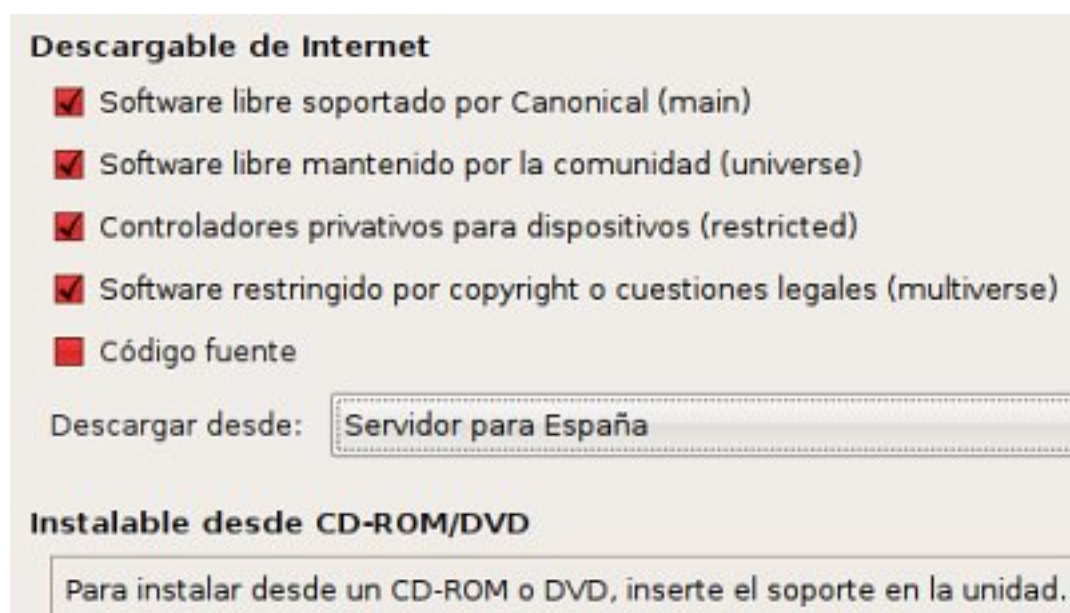 Descargable de Internet
Software libre soportado por Canonical (main)
Software libre mantenido por la comunidad (universe)
Controladores privativos para dispositivos (restricted)
Software restringido por copyright o cuestiones legales (multiverse)
Código fuente
Descargar desde: Servidor para España
Instalable desde CD-ROM/DVD
Para instalar desde un CD-ROM o DVD, inserte el soporte en la unidad.